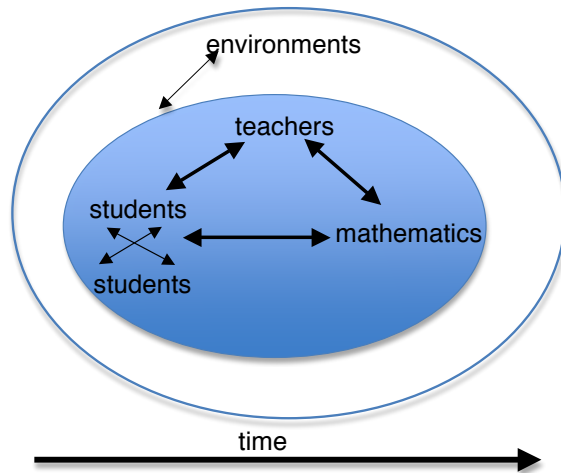 environments
teachers
students
mathematics
students
time